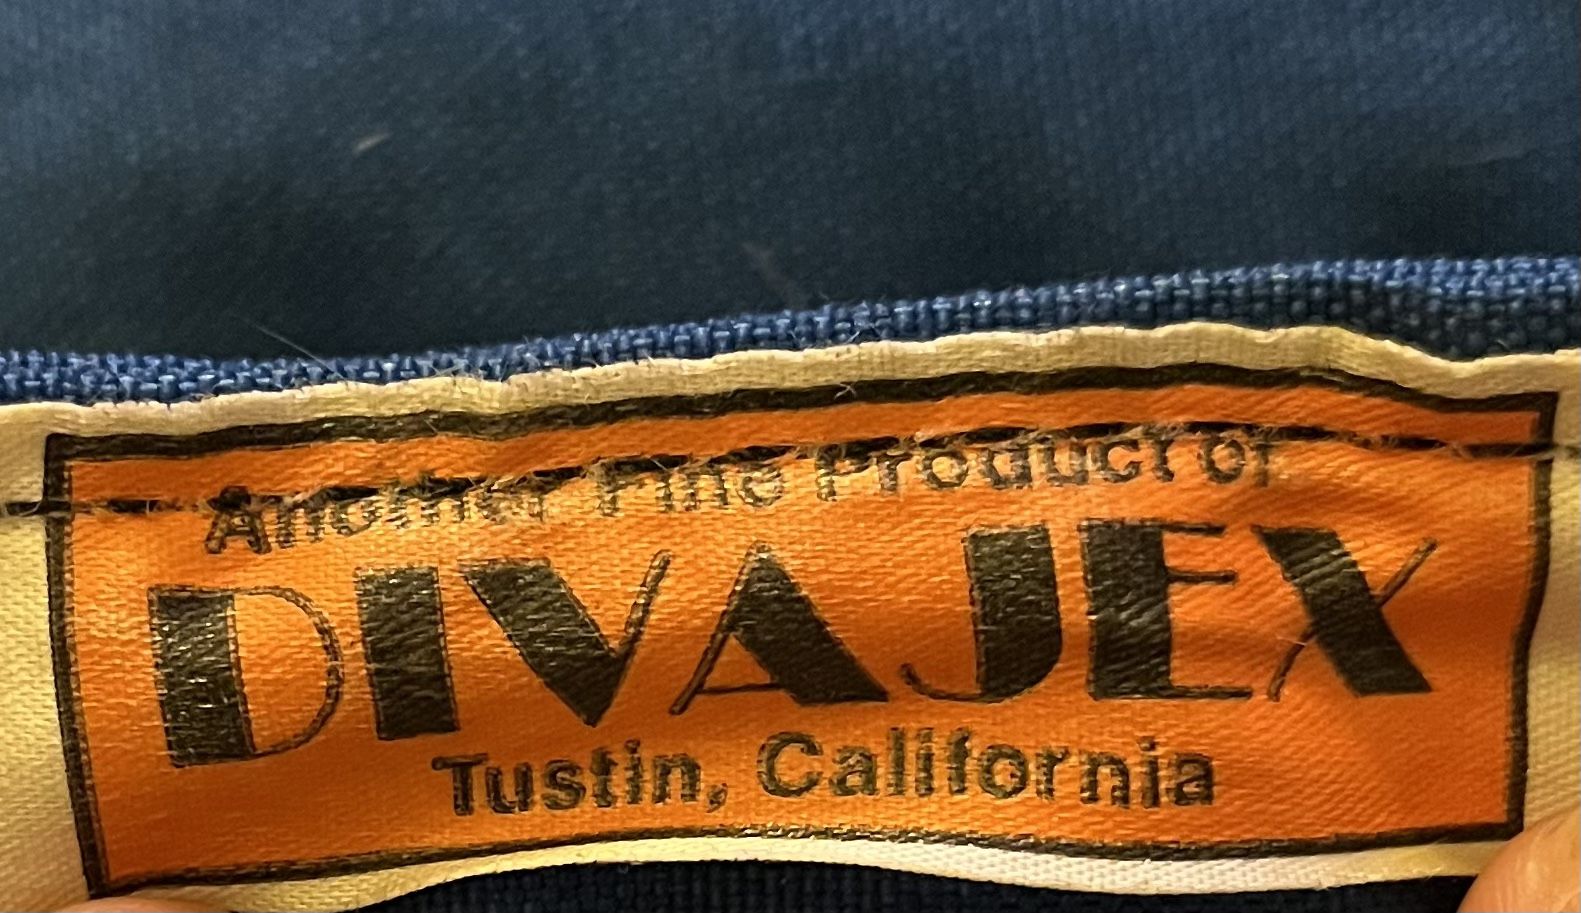 Another Fine Product of
DIVAJEX
Tustin, California